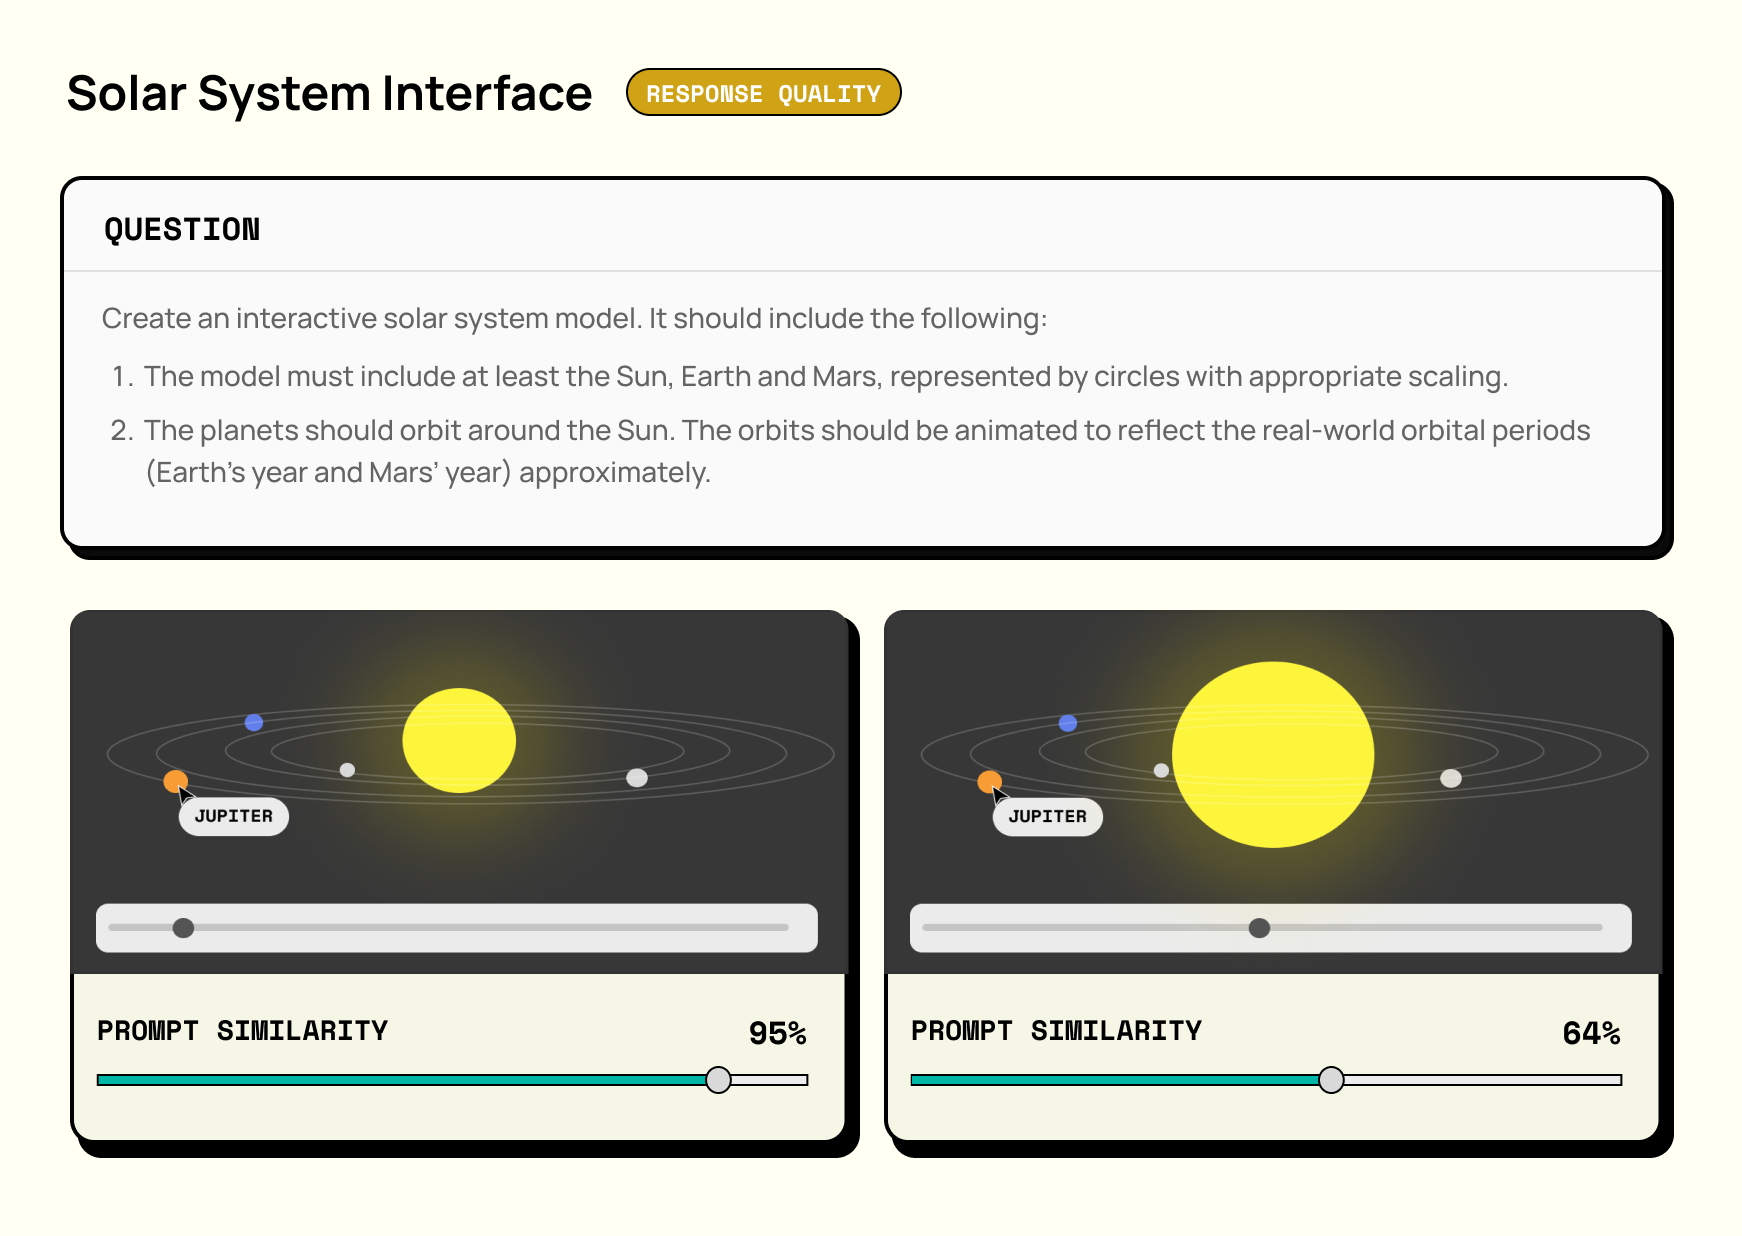 Solar System Interface
RESPONSE QUALITY
QUESTION
Create an interactive solar system model. It should include the following:
1. The model must include at least the Sun, Earth and Mars, represented by circles with appropriate scaling.
2. The planets should orbit around the Sun. The orbits should be animated to reflect the real-world orbital periods
(Earth’s year and Mars’ year) approximately.
JUPITER
PROMPT SIMILARITY
95%
JUPITER
PROMPT SIMILARITY
64%